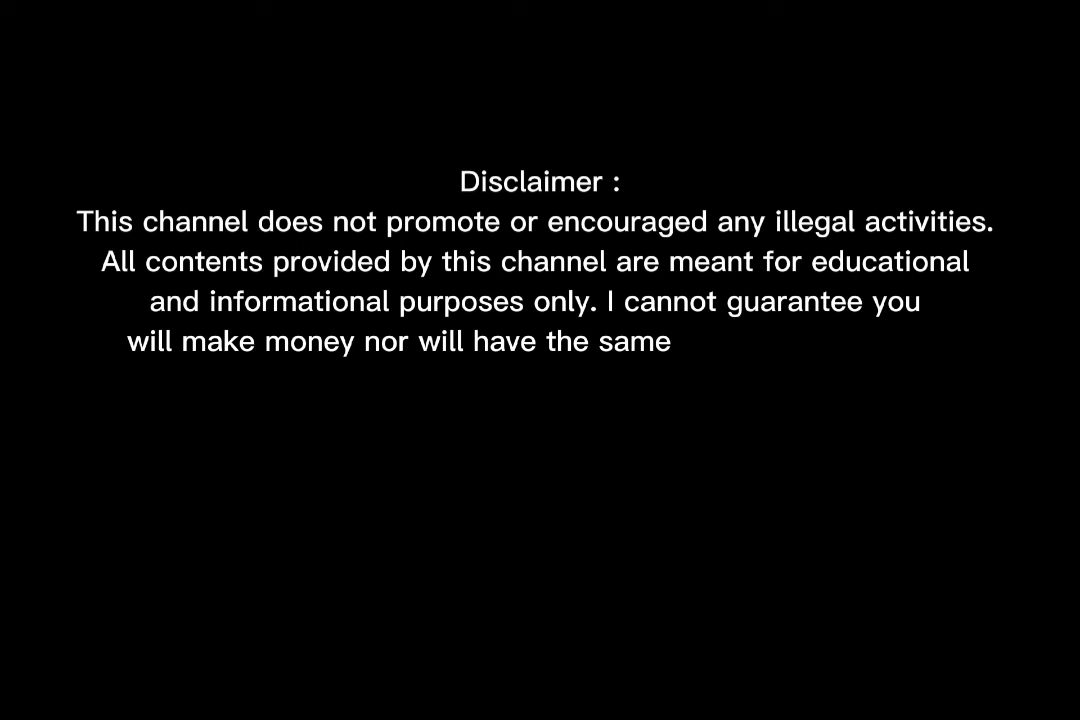 Disclaimer :
This channel does not promote or encouraged any illegal activities.
All contents provided by this channel are meant for educational
and informational purposes only. I cannot guarantee you
will make money nor will have the same